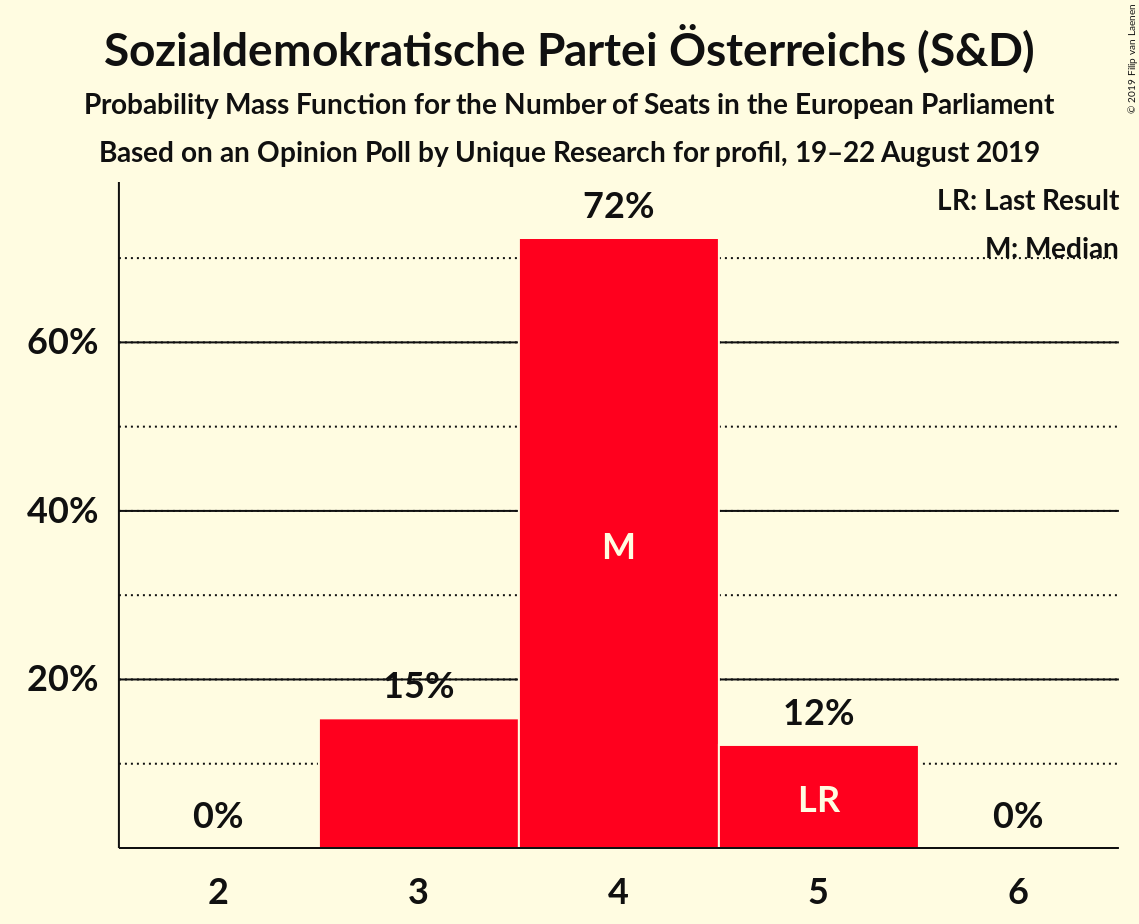 Sozialdemokratische Partei Österreichs (S&D)
Probability Mass Function for the Number of Seats in the European Parliament
Based on an Opinion Poll by Unique Research for profil, 19–22 August 2019
© 2019 Filip van Laenen
LR: Last Result
M: Median
72%
60%
40%
M
20%
15%
12%
LR
0%
0%
2 3 4 5 6